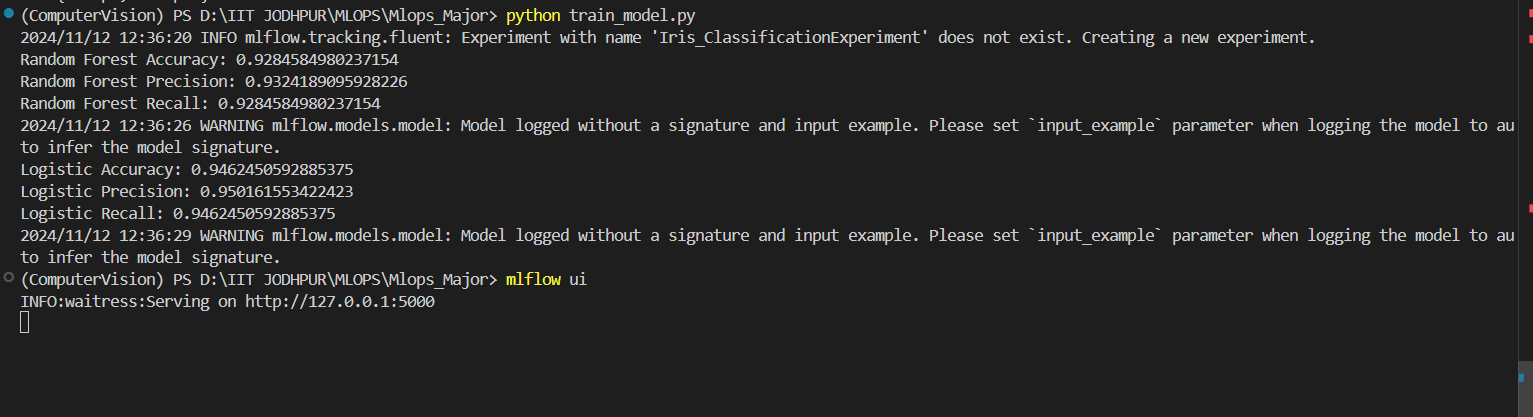 (ComputerVision) PS D:\IIT JODHPUR\MLOPS\Mlops_Major> python train_model.py
2024/11/12 12:36:20 INFO mlflow.tracking.fluent: Experiment with name 'Iris_ClassificationExperiment' does not exist. Creating a new experiment.
Random Forest Accuracy: 0.9284584980237154
Random Forest Precision: 0.9324189095928226
Random Forest Recall: 0.9284584980237154
2024/11/12 12:36:26 WARNING mlflow.models.model: Model logged without a signature and input example. Please set `input_example` parameter when logging the model to au
to infer the model signature.
Logistic Accuracy: 0.9462450592885375
Logistic Precision: 0.950161553422423
Logistic Recall: 0.9462450592885375
2024/11/12 12:36:29 WARNING mlflow.models.model: Model logged without a signature and input example. Please set `input_example` parameter when logging the model to au
to infer the model signature.
(ComputerVision) PS D:\IIT JODHPUR\MLOPS\Mlops_Major> mlflow ui
INFO:waitress:Serving on http://127.0.0.1:5000